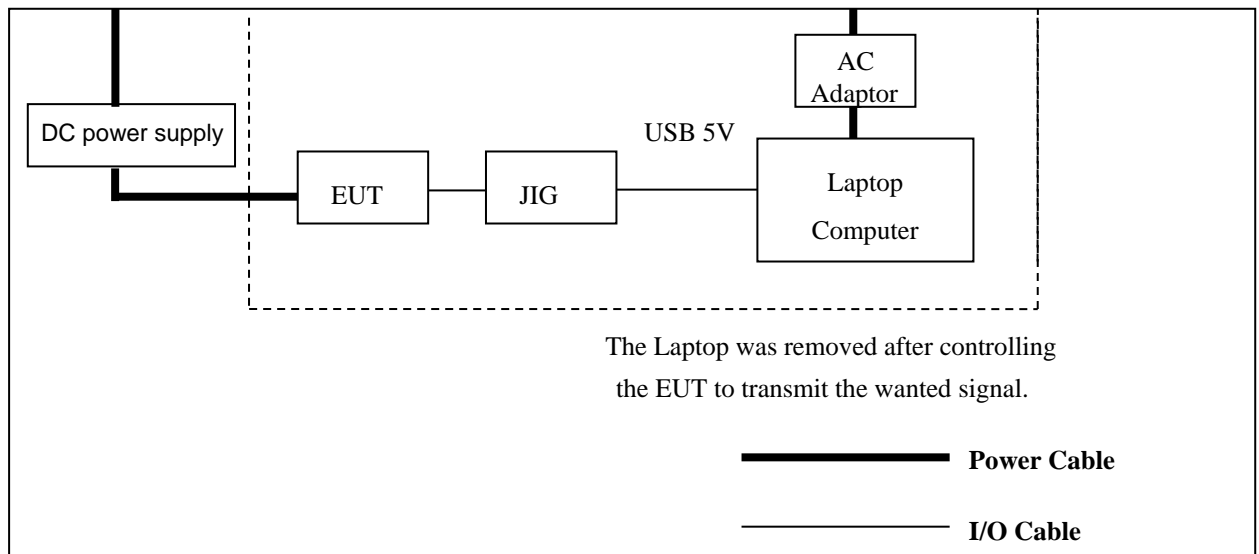 AC
Adaptor
DC power supply
USB 5V
EUT
JIG
Laptop
Computer
The Laptop was removed after controlling
the EUT to transmit the wanted signal.
Power Cable
I/O Cable